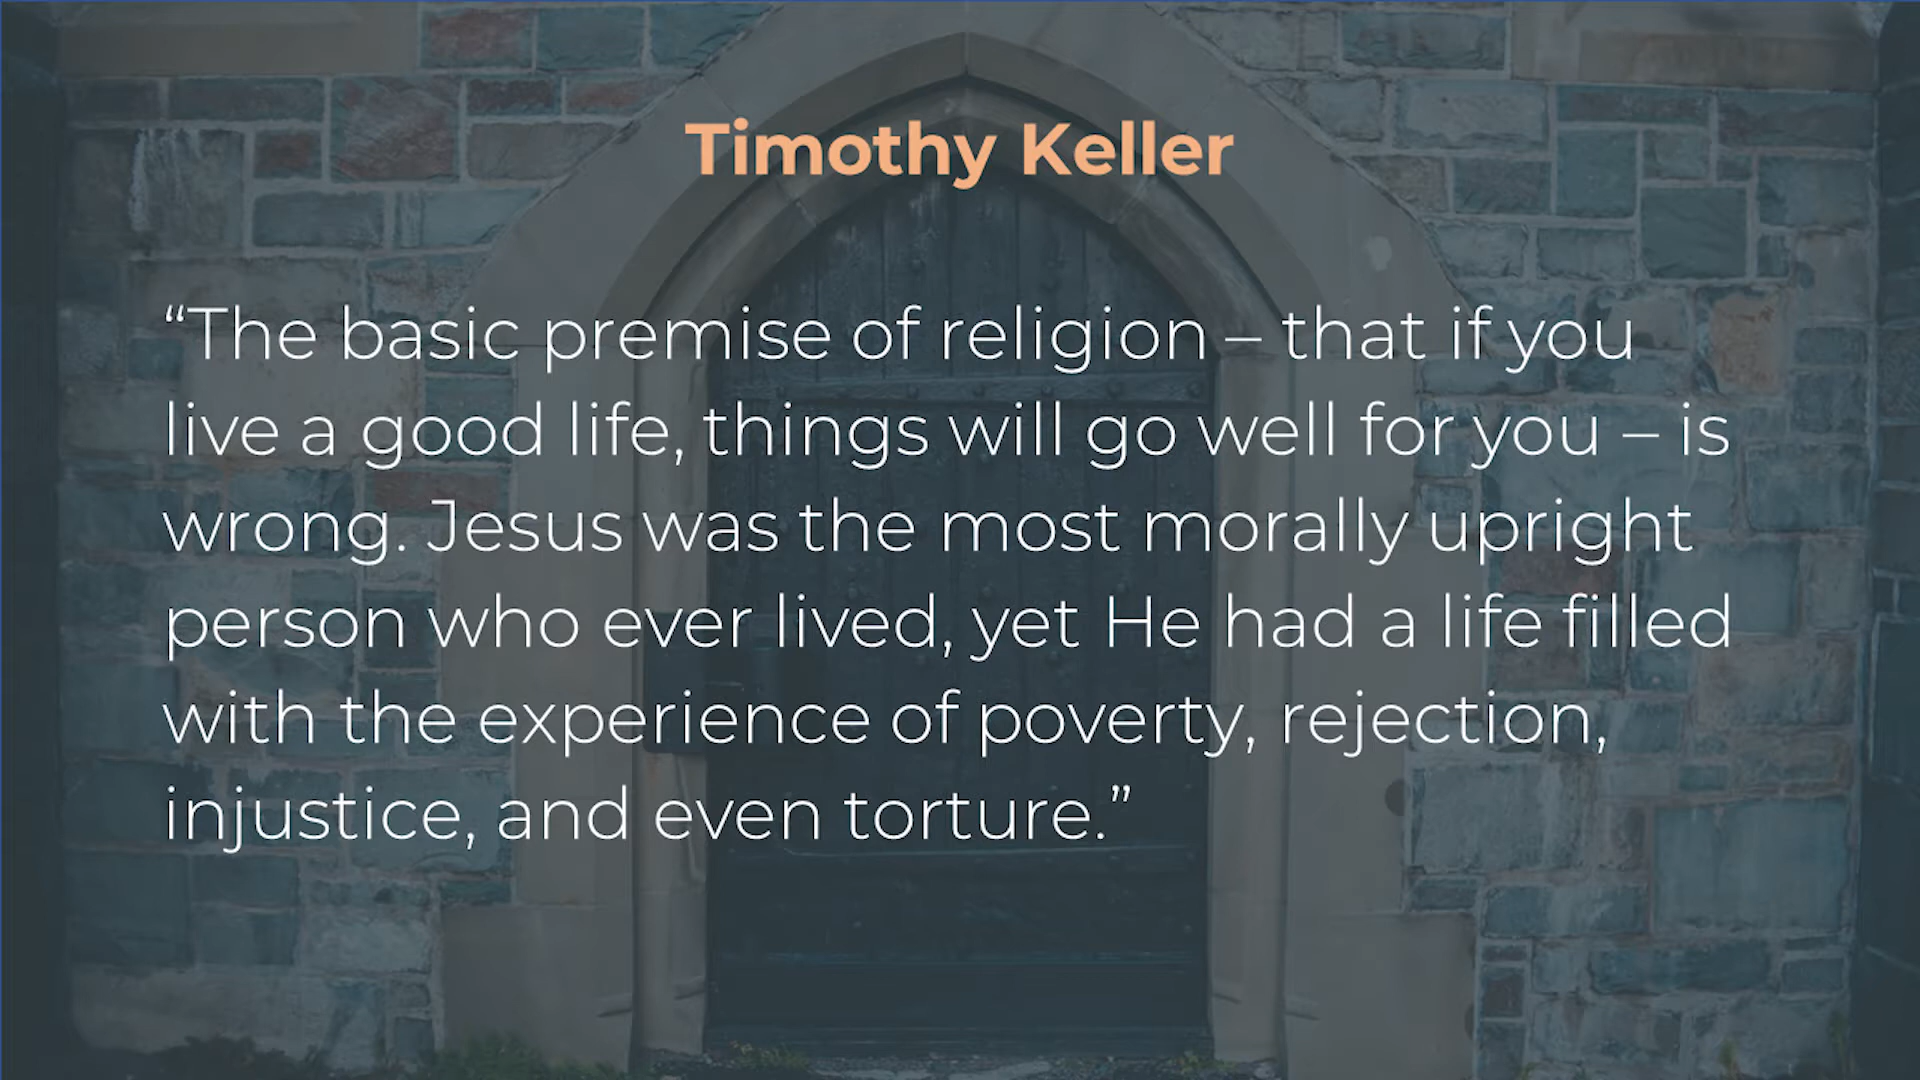 Timothy Keller
“The basic premise of religion – that if you
live a good life, things will go well for you – is
wrong. Jesus was the most morally upright
person who ever lived, yet He had a life filled
with the experience of poverty, rejection,
injustice, and even torture.”